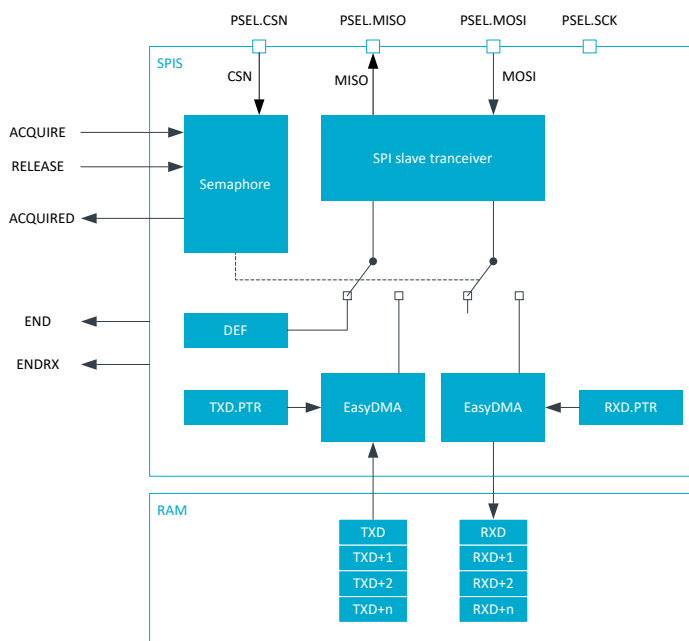 PSEL.CSN PSEL.MISO PSEL.MOSI PSEL.SCK
SPIS
CSN MISO MOSI
ACQUIRE
RELEASE
ACQUIRED
Semaphore
SPI slave tranceiver
END
ENDRX
DEF
TXD.PTR EasyDMA EasyDMA RXD.PTR
RAM
TXD RXD
TXD+1 RXD+1
TXD+2 RXD+2
TXD+n RXD+n